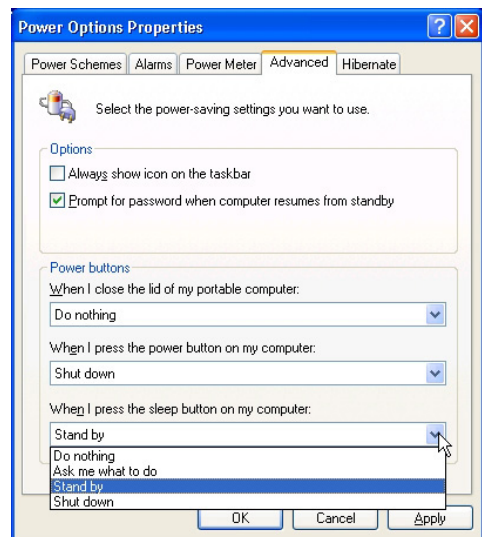 Power Options Properties
Power Schemes Alarms Power Meter Advanced Hibernate
Select the power-saving settings you want to use.
Options
Always show icon on the taskbar
Prompt for password when computer resumes from standby
Power buttons
When I close the lid of my portable computer:
Do nothing
When I press the power button on my computer:
Shut down
When I press the sleep button on my computer:
Stand by
Do nothing
Ask me what to do
Stand by
Shut down
OK Cancel Apply